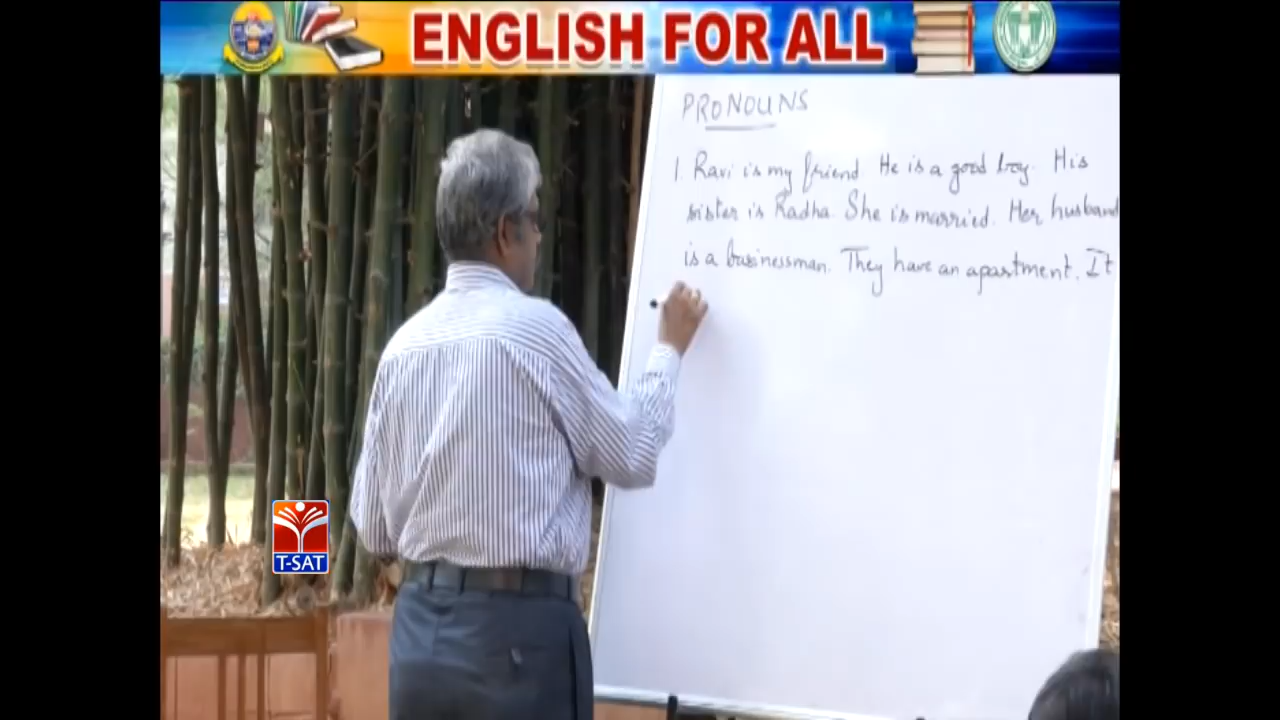 ENGLISH FOR ALL
PRONOUNS
1. Ravi is my friend. He is a good boy. His
sister is Radha. She is married. Her husband
is a businessman. They have an apartment. It
T-SAT